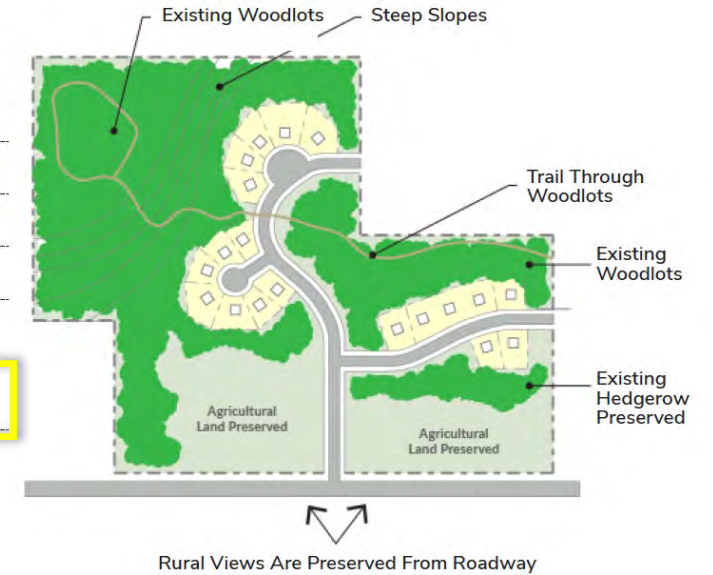 Existing Woodlots
Steep Slopes
Trail Through
Woodlots
Existing
Woodlots
Existing
Hedgerow
Preserved
Agricultural
Land Preserved
Agricultural
Land Preserved
Rural Views Are Preserved From Roadway